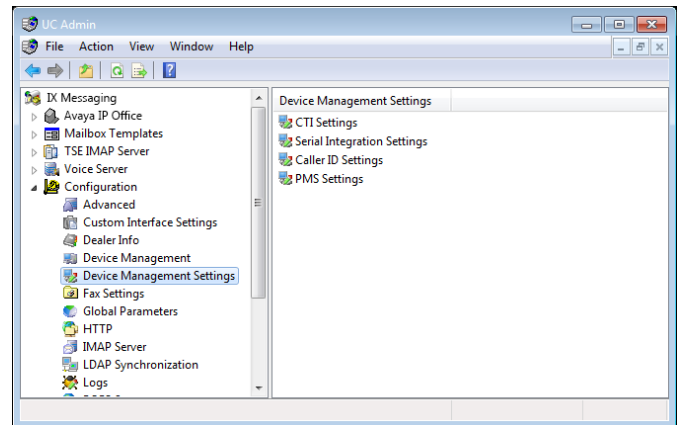 UC Admin
File Action View Window Help
IX Messaging
Avaya IP Office
Mailbox Templates
TSE IMAP Server
Voice Server
Configuration
Advanced
Custom Interface Settings
Dealer Info
Device Management
Device Management Settings
Fax Settings
Global Parameters
HTTP
IMAP Server
LDAP Synchronization
Logs
Device Management Settings
CTI Settings
Serial Integration Settings
Caller ID Settings
PMS Settings